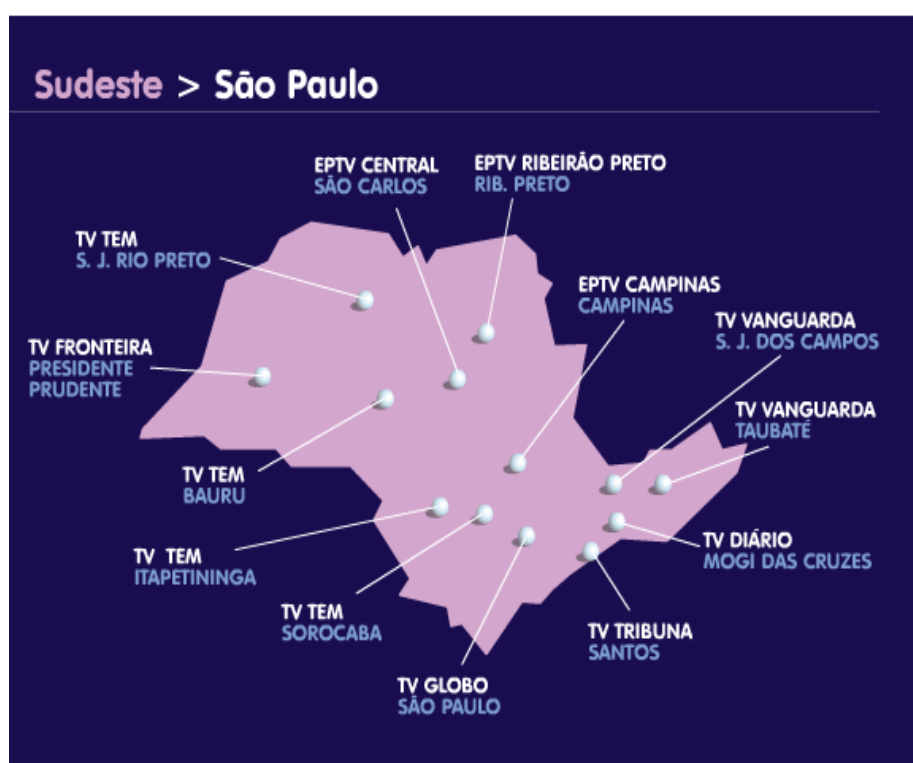 Sudeste > São Paulo
EPTV CENTRAL
SÃO CARLOS
EPTV RIBEIRÃO PRETO
RIB. PRETO
TV TEM
S. J. RIO PRETO
EPTV CAMPINAS
CAMPINAS
TV VANGUARDA
S. J. DOS CAMPOS
TV FRONTEIRA
PRESIDENTE
PRUDENTE
TV VANGUARDA
TAUBATÉ
TV TEM
BAURU
TV DIÁRIO
MOGI DAS CRUZES
TV TEM
ITAPETININGA
TV TEM
SOROCABA
TV TRIBUNA
SANTOS
TV GLOBO
SÃO PAULO